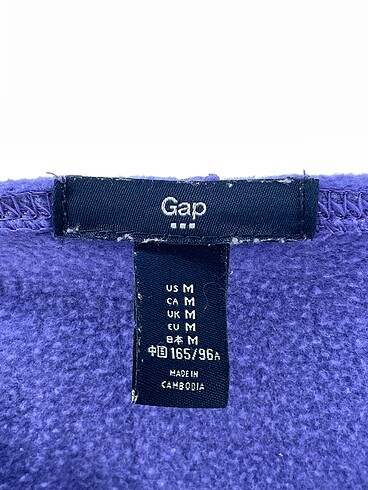 Gap
US M
CA M
UK M
EU M
日本 M
中国 165/96A
MADE IN
CAMBODIA